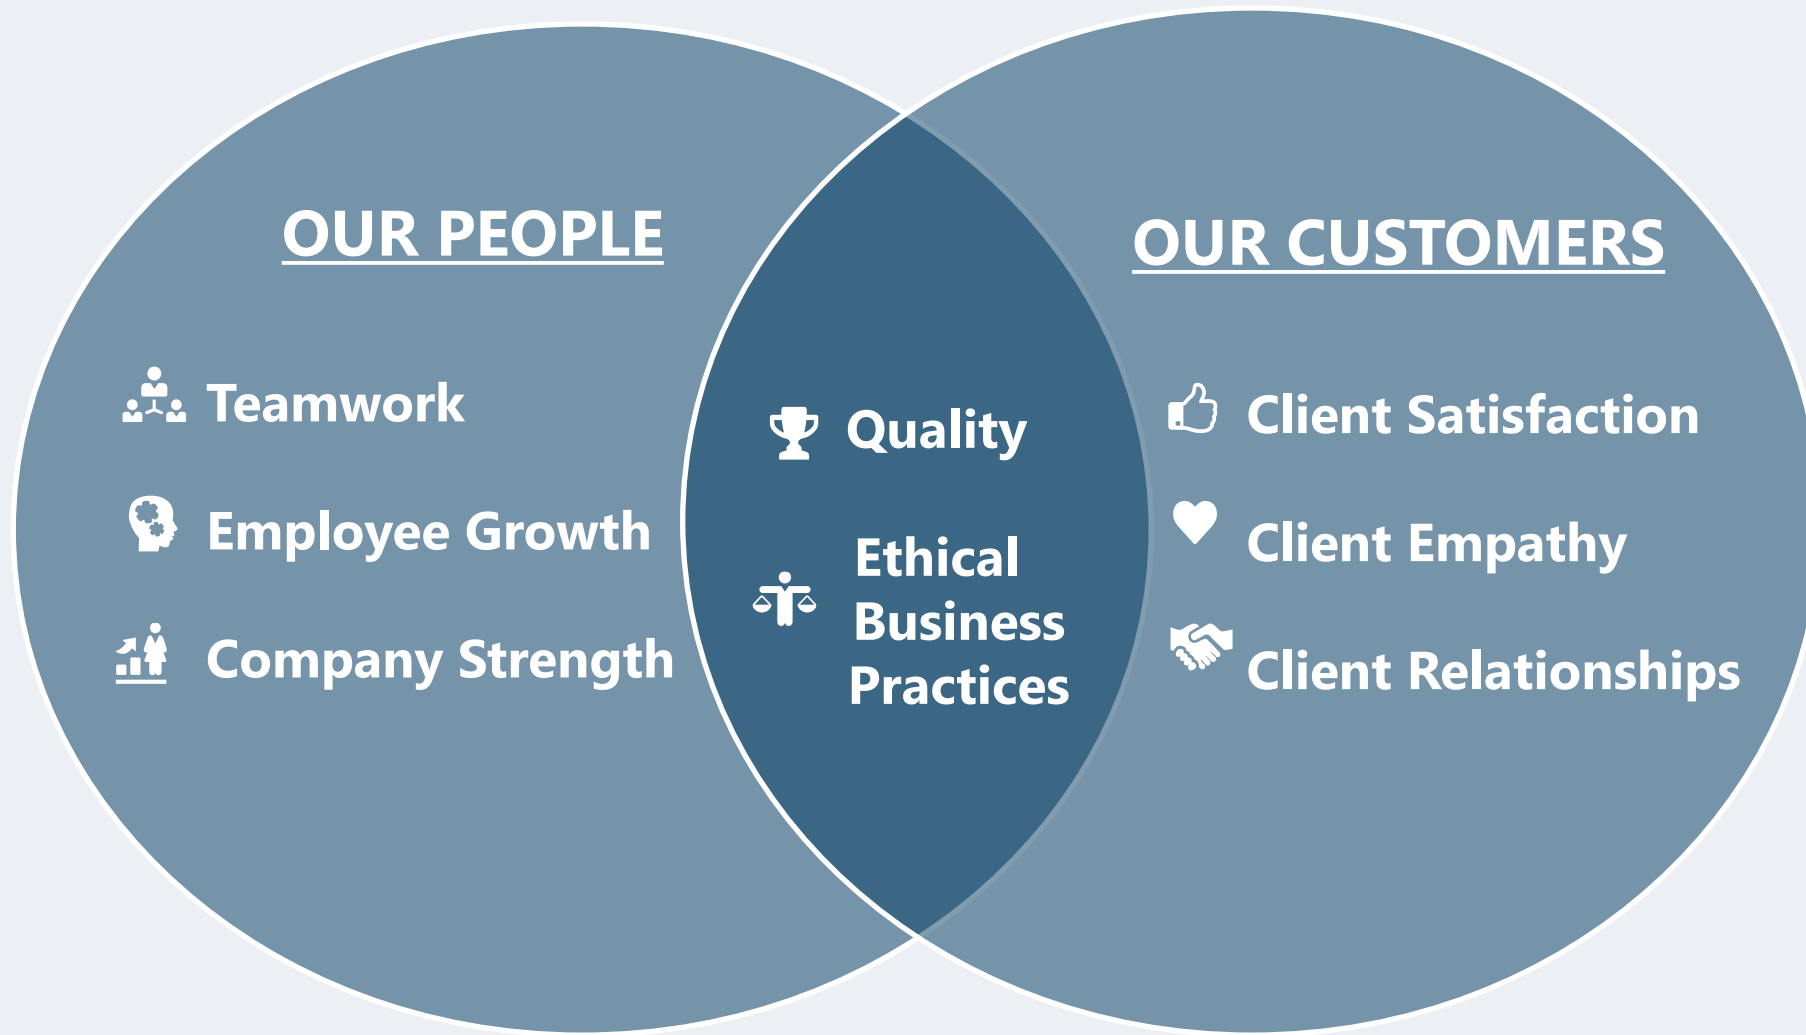 OUR PEOPLE
Teamwork
Employee Growth
Company Strength
Quality
Ethical
Business
Practices
OUR CUSTOMERS
Client Satisfaction
Client Empathy
Client Relationships